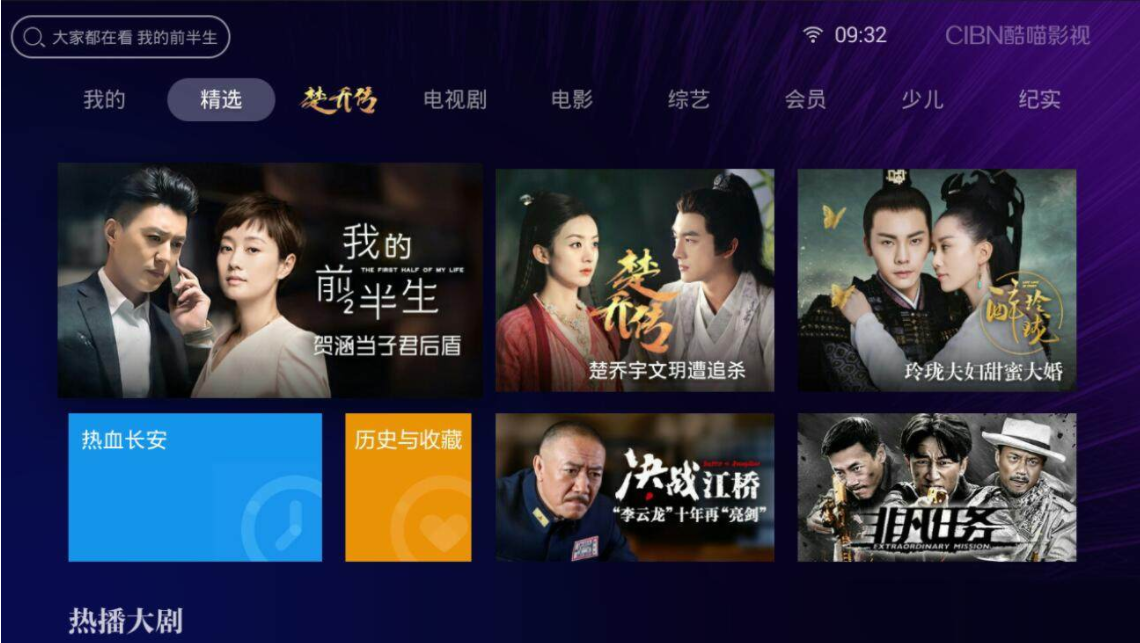 大家都在看 我的前半生
09:32
CIBN酷喵影视
我的
精选
楚乔传
电视剧
电影
综艺
会员
少儿
纪实
我的
THE FIRST HALF OF MY LIFE
前半生
贺涵当子君后盾
楚
乔传
楚乔宇文玥遭追杀
醉玲珑
玲珑夫妇甜蜜大婚
热血长安
历史与收藏
决战江桥
“李云龙”十年再“亮剑”
非凡任务
EXTRAORDINARY MISSION
热播大剧